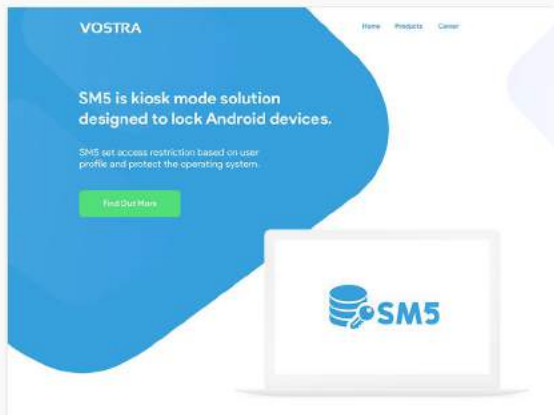 VOSTRA
Home Products Career
SM5 is kiosk mode solution
designed to lock Android devices.
SM5 set access restriction based on user
profile and protect the operating system.
Find Out More
SM5